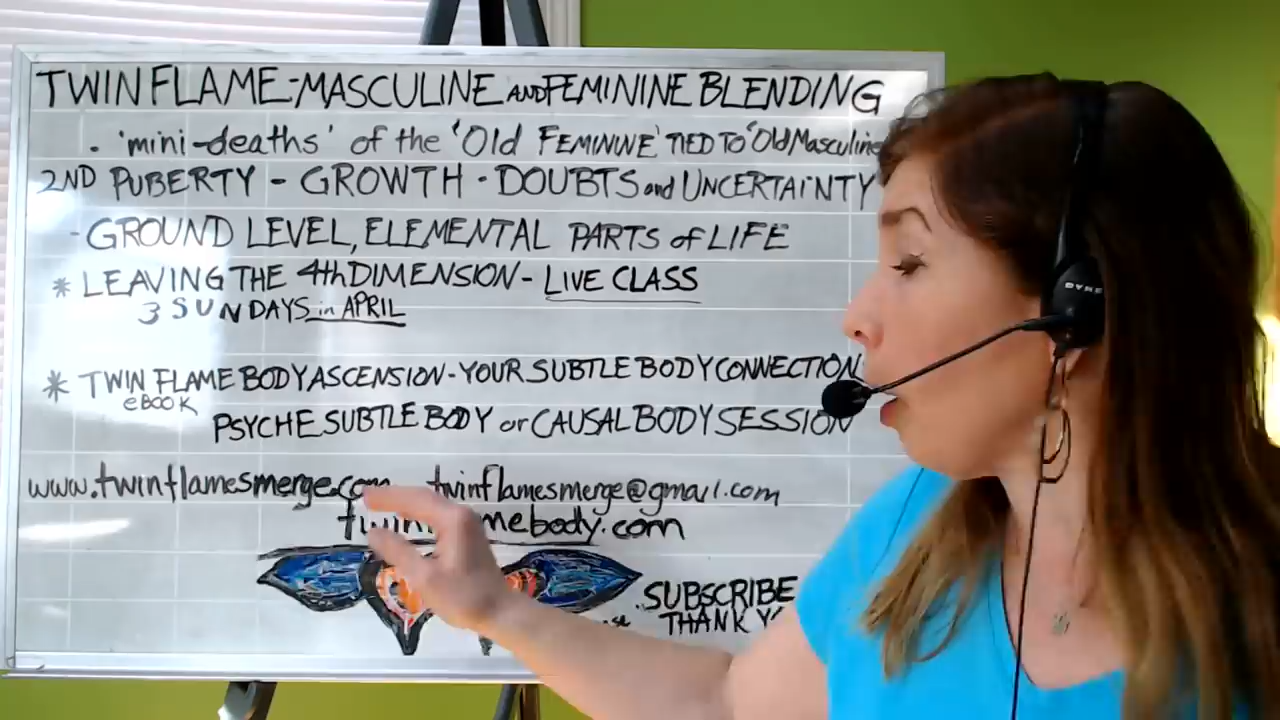 TWIN FLAME-MASCULINE AND FEMININE BLENDING
. 'mini-deaths' of the 'Old FEMININE' TIED TO 'Old Masculine
2ND PUBERTY - GROWTH - DOUBTS and UNCERTAINTY
- GROUND LEVEL, ELEMENTAL PARTS of LIFE
* LEAVING THE 4th DIMENSION - LIVE CLASS
3 SUNDAYS in APRIL
* TWIN FLAME BODY ASCENSION - YOUR SUBTLE BODY CONNECTION
eBOOK
PSYCHE SUBTLE BODY or CAUSAL BODY SESSION
www.twinflamesmerge.com twinflamesmerge@gmail.com
mebody.com
SUBSCRIBE
THANK